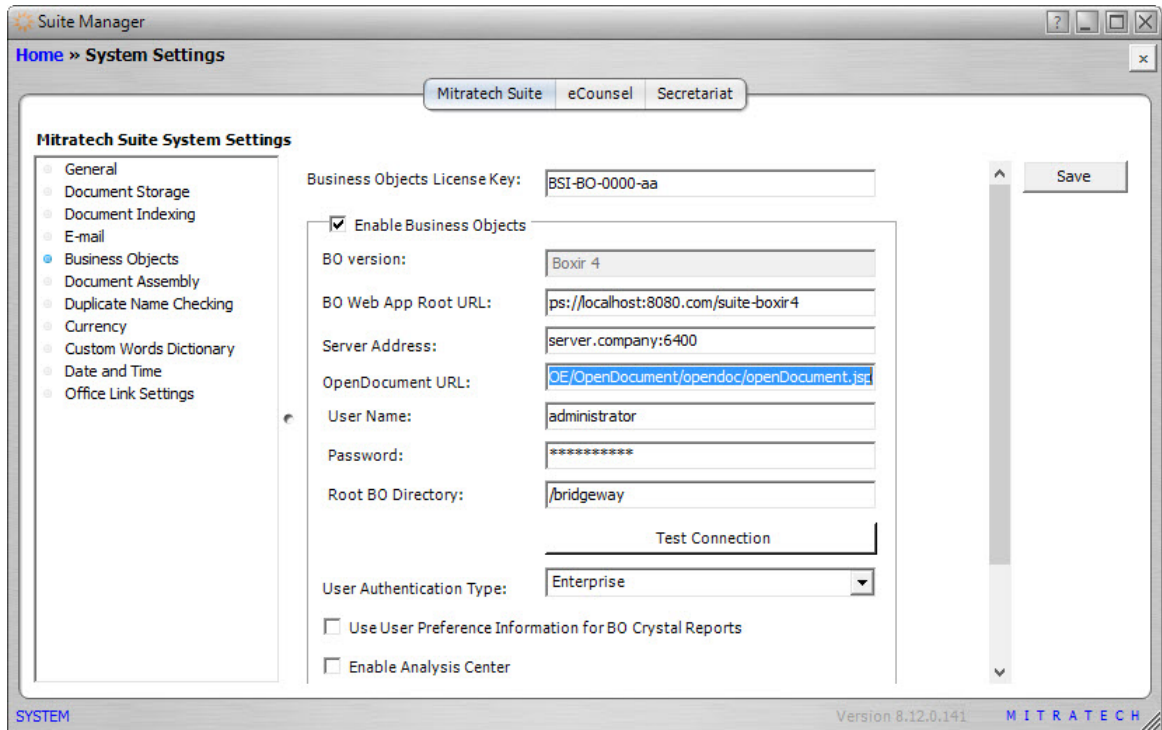 Suite Manager
?
Home » System Settings
x
Mitratech Suite eCounsel Secretariat
Mitratech Suite System Settings
General
Document Storage
Document Indexing
E-mail
Business Objects
Document Assembly
Duplicate Name Checking
Currency
Custom Words Dictionary
Date and Time
Office Link Settings
Business Objects License Key: BSI-BO-0000-aa
Save
Enable Business Objects
BO version: Boxir 4
BO Web App Root URL: ps://localhost:8080.com/suite-boxir4
Server Address: server.company:6400
OpenDocument URL: OE/OpenDocument/opendoc/openDocument.jsp
User Name: administrator
Password: **********
Root BO Directory: /bridgeway
Test Connection
User Authentication Type: Enterprise
Use User Preference Information for BO Crystal Reports
Enable Analysis Center
SYSTEM Version 8.12.0.141 MITRATECH